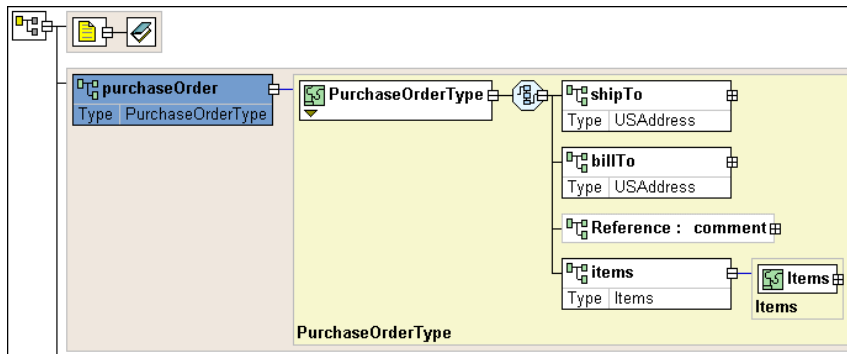 purchaseOrder
Type PurchaseOrderType
PurchaseOrderType
shipTo
Type USAddress
billTo
Type USAddress
Reference : comment
items
Type Items
Items
Items
PurchaseOrderType